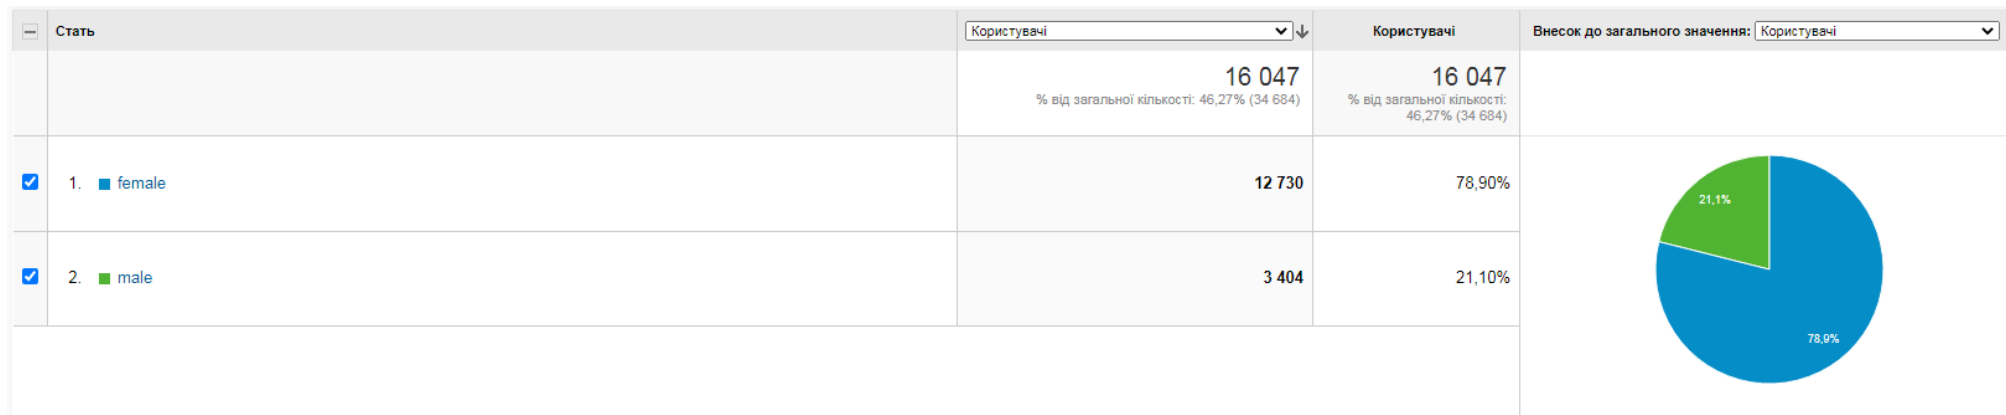 Стать
Користувачі
Користувачі
Внесок до загального значення: Користувачі
16 047
% від загальної кількості: 46,27% (34 684)
16 047
% від загальної кількості:
46,27% (34 684)
1. female
12 730
78,90%
2. male
3 404
21,10%
21,1%
78,9%